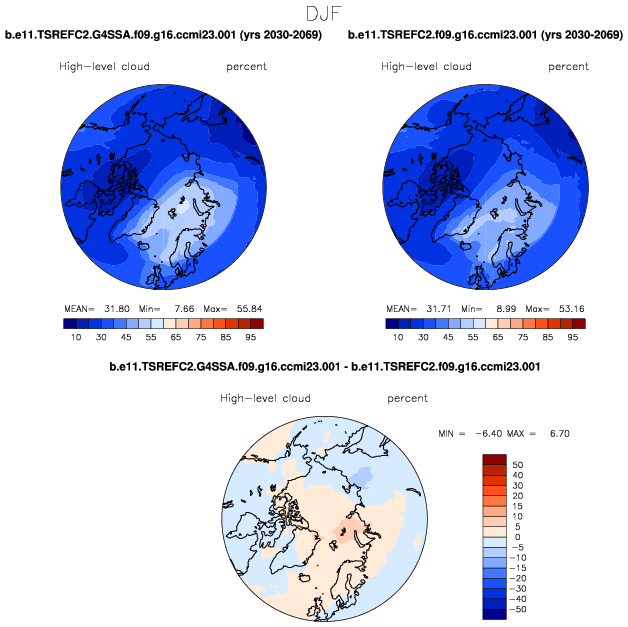 DJF
b.e11.TSREFC2.G4SSA.f09.g16.ccmi23.001 (yrs 2030-2069)
b.e11.TSREFC2.f09.g16.ccmi23.001 (yrs 2030-2069)
High-level cloud percent
High-level cloud percent
MEAN= 31.80 Min= 7.66 Max= 55.84
MEAN= 31.71 Min= 8.99 Max= 53.16
10 30 45 55 65 75 85 95
10 30 45 55 65 75 85 95
b.e11.TSREFC2.G4SSA.f09.g16.ccmi23.001 - b.e11.TSREFC2.f09.g16.ccmi23.001
High-level cloud percent
MIN = -6.40 MAX = 6.70
50
40
30
20
15
10
5
0
-5
-10
-15
-20
-30
-40
-50